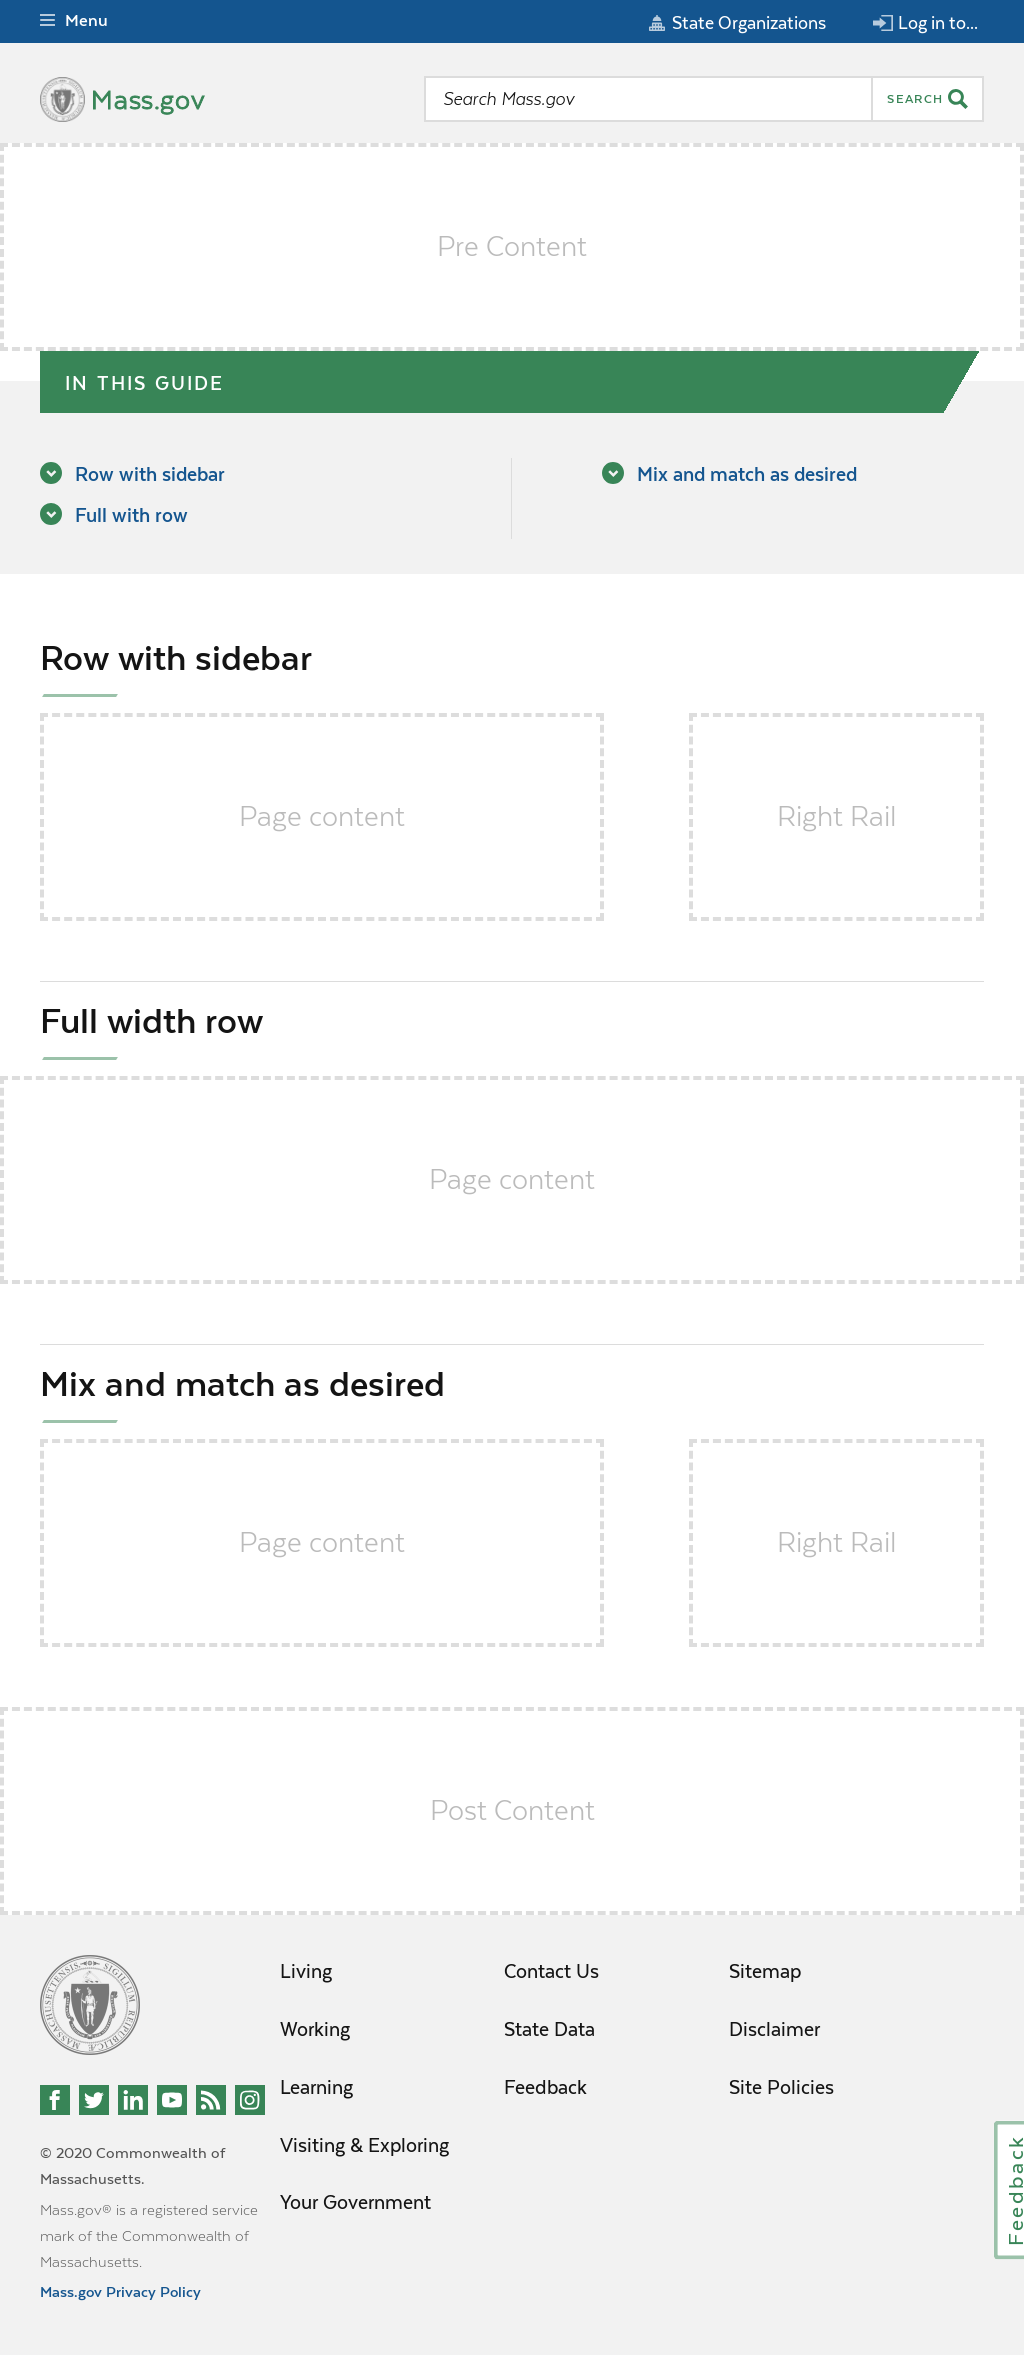 Menu
State Organizations
Log in to...
Mass.gov
Search Mass.gov
SEARCH
Pre Content
IN THIS GUIDE
Row with sidebar
Full with row
Mix and match as desired
Row with sidebar
Page content
Right Rail
Full width row
Page content
Mix and match as desired
Page content
Right Rail
Post Content
Living
Working
Learning
Visiting & Exploring
Your Government
Contact Us
State Data
Feedback
Sitemap
Disclaimer
Site Policies
© 2020 Commonwealth of
Massachusetts.
Mass.gov® is a registered service
mark of the Commonwealth of
Massachusetts.
Mass.gov Privacy Policy
Feedback